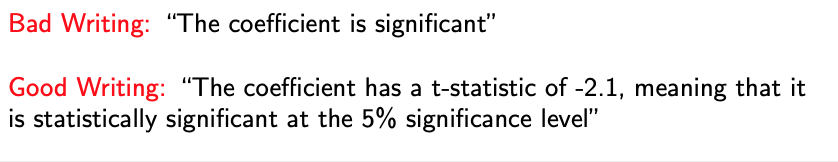 Bad Writing: “The coefficient is significant”
Good Writing: “The coefficient has a t-statistic of -2.1, meaning that it
is statistically significant at the 5% significance level”